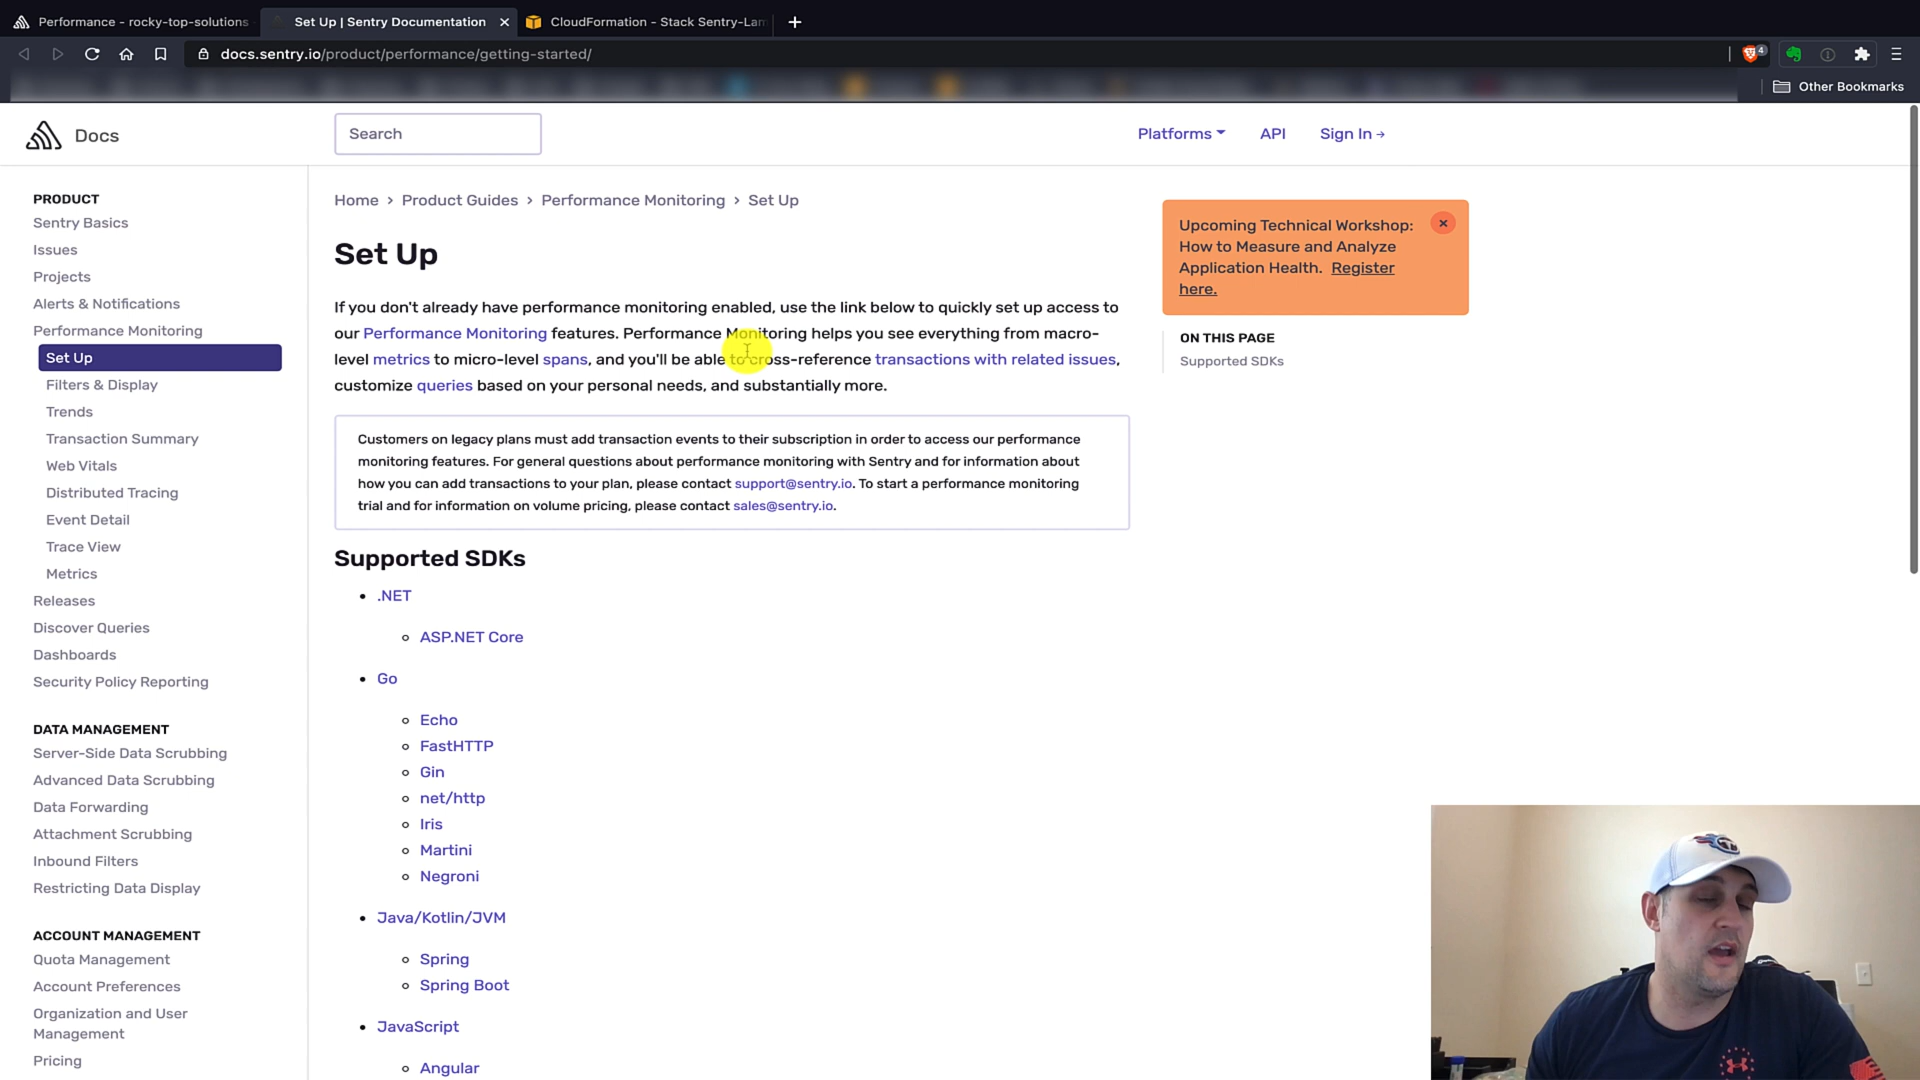 Performance - rocky-top-solutions
Set Up | Sentry Documentation
CloudFormation - Stack Sentry-Lam
docs.sentry.io/product/performance/getting-started/
4
Other Bookmarks
Docs
Search
Platforms
API
Sign In
PRODUCT
Sentry Basics
Issues
Projects
Alerts & Notifications
Performance Monitoring
Set Up
Filters & Display
Trends
Transaction Summary
Web Vitals
Distributed Tracing
Event Detail
Trace View
Metrics
Releases
Discover Queries
Dashboards
Security Policy Reporting
DATA MANAGEMENT
Server-Side Data Scrubbing
Advanced Data Scrubbing
Data Forwarding
Attachment Scrubbing
Inbound Filters
Restricting Data Display
ACCOUNT MANAGEMENT
Quota Management
Account Preferences
Organization and User
Management
Pricing
Home › Product Guides › Performance Monitoring › Set Up
Set Up
If you don't already have performance monitoring enabled, use the link below to quickly set up access to
our Performance Monitoring features. Performance Monitoring helps you see everything from macro-
level metrics to micro-level spans, and you'll be able to cross-reference transactions with related issues,
customize queries based on your personal needs, and substantially more.
Customers on legacy plans must add transaction events to their subscription in order to access our performance
monitoring features. For general questions about performance monitoring with Sentry and for information about
how you can add transactions to your plan, please contact support@sentry.io. To start a performance monitoring
trial and for information on volume pricing, please contact sales@sentry.io.
Supported SDKs
.NET
ASP.NET Core
Go
Echo
FastHTTP
Gin
net/http
Iris
Martini
Negroni
Java/Kotlin/JVM
Spring
Spring Boot
JavaScript
Angular
Upcoming Technical Workshop:
How to Measure and Analyze
Application Health. Register
here.
ON THIS PAGE
Supported SDKs